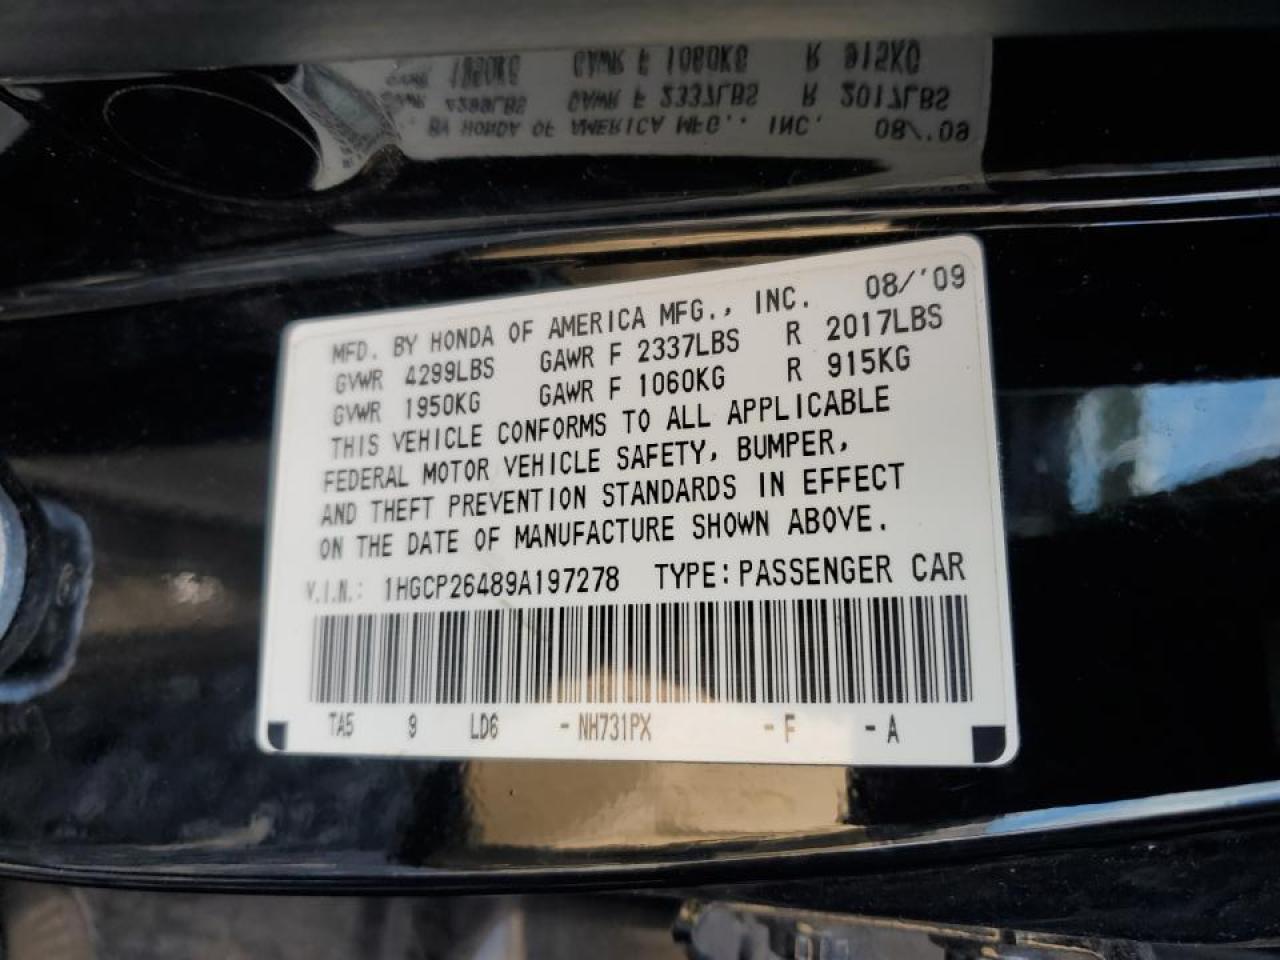 MFD. BY HONDA OF AMERICA MFG., INC. 08/'09
GVWR 4299LBS GAWR F 2337LBS R 2017LBS
GVWR 1950KG GAWR F 1060KG R 915KG
THIS VEHICLE CONFORMS TO ALL APPLICABLE
FEDERAL MOTOR VEHICLE SAFETY, BUMPER,
AND THEFT PREVENTION STANDARDS IN EFFECT
ON THE DATE OF MANUFACTURE SHOWN ABOVE.
V.I.N.: 1HGCP26489A197278 TYPE: PASSENGER CAR
TA5 9 LD6 - NH731PX - F - A